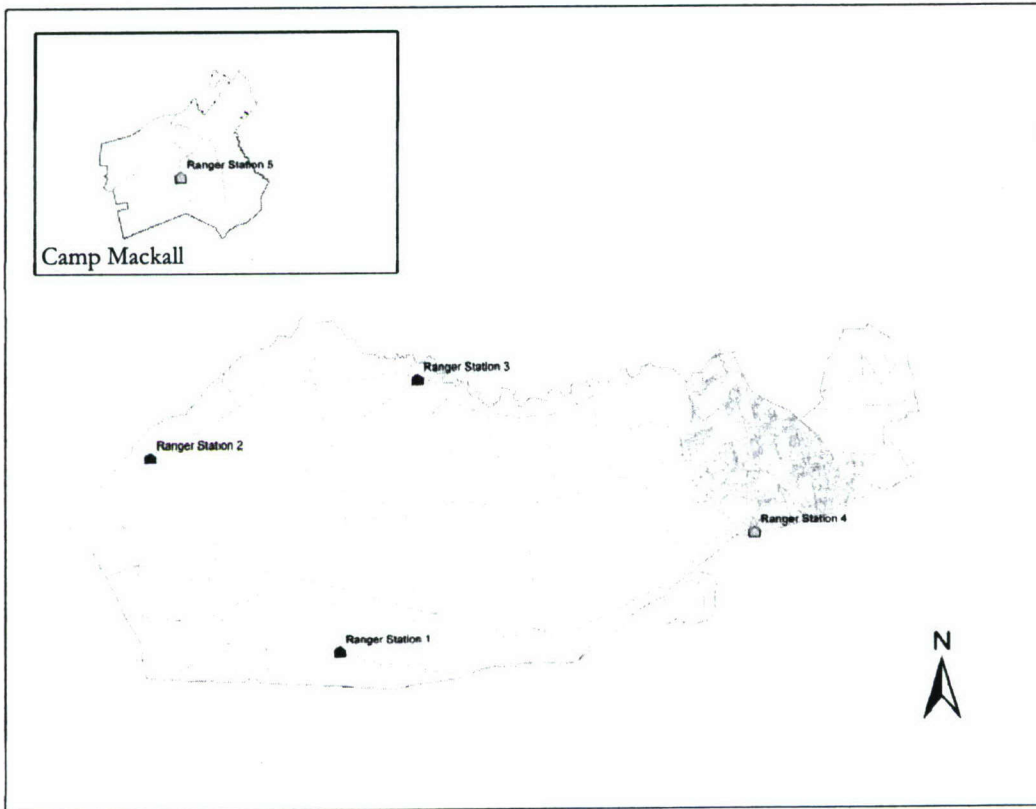 Ranger Station 5
Camp Mackall
Ranger Station 3
Ranger Station 2
Ranger Station 4
Ranger Station 1
N